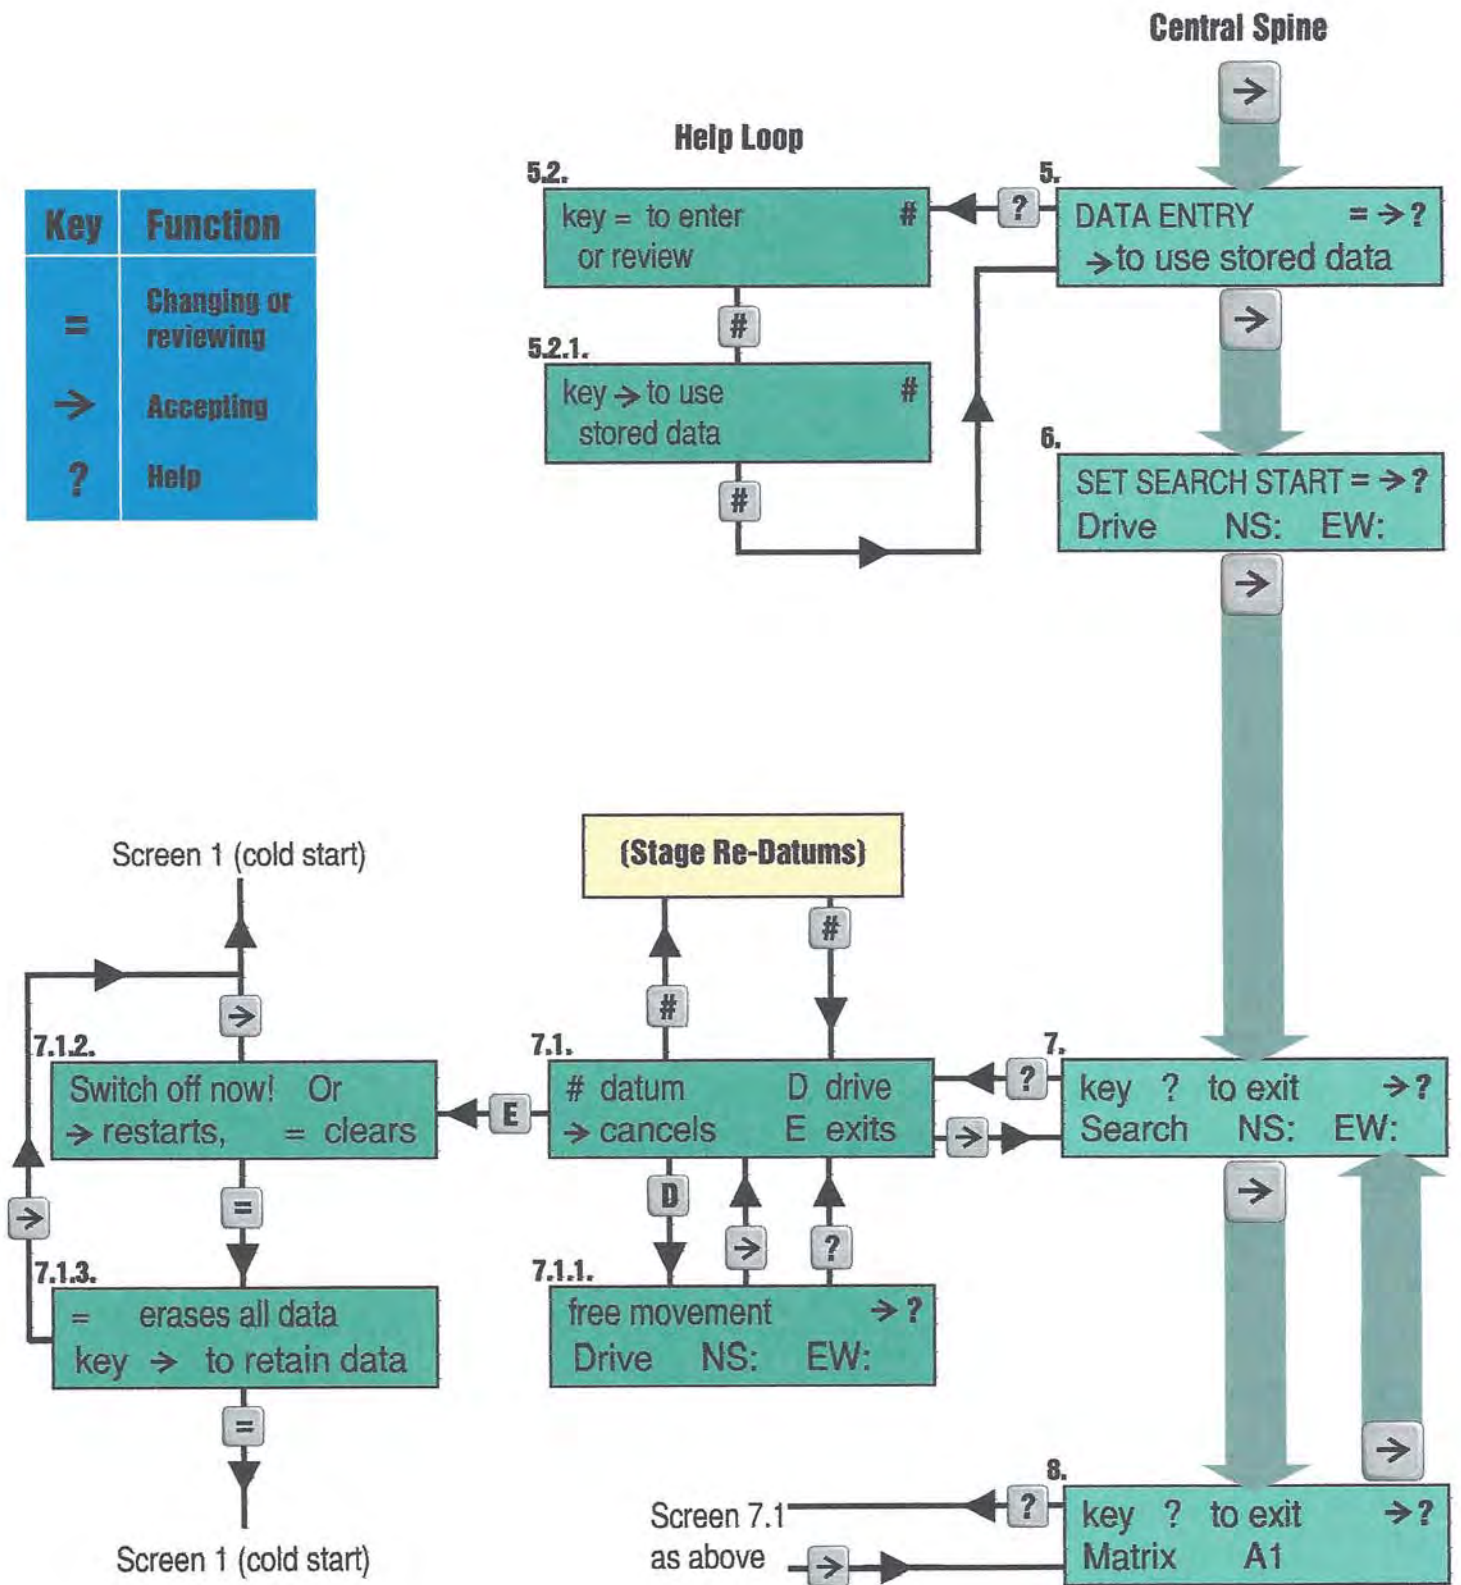 Central Spine
→
Help Loop
5.2.
key = to enter #
or review
?
5.
DATA ENTRY = → ?
→ to use stored data
Key Function
= Changing or
reviewing
→ Accepting
? Help
#
→
5.2.1.
key → to use #
stored data
#
6.
SET SEARCH START = → ?
Drive NS: EW:
→
(Stage Re-Datums)
Screen 1 (cold start)
#
#
→
7.1.2.
Switch off now! Or
→ restarts, = clears
E
7.1.
# datum D drive
→ cancels E exits
?
→
7.
key ? to exit → ?
Search NS: EW:
→
=
→
D
→
?
7.1.3.
= erases all data
key → to retain data
7.1.1.
free movement → ?
Drive NS: EW:
=
→
Screen 1 (cold start)
Screen 7.1
as above
?
→
8.
key ? to exit → ?
Matrix A1